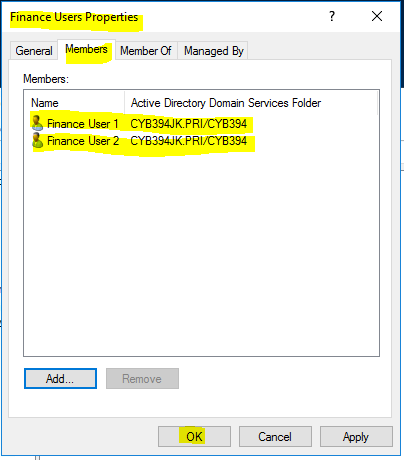 Finance Users Properties ? ×
General Members Member Of Managed By
Members:
Name Active Directory Domain Services Folder
Finance User 1 CYB394JK.PRI/CYB394
Finance User 2 CYB394JK.PRI/CYB394
Add... Remove
OK Cancel Apply